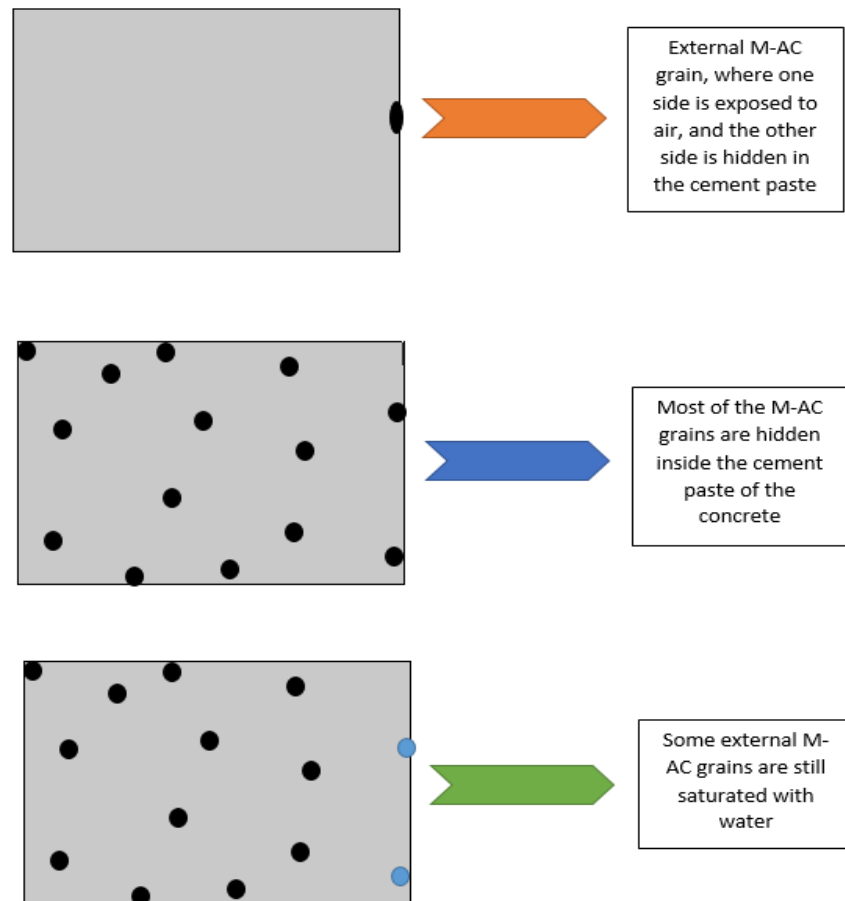 External M-AC
grain, where one
side is exposed to
air, and the other
side is hidden in
the cement paste
Most of the M-AC
grains are hidden
inside the cement
paste of the
concrete
Some external M-
AC grains are still
saturated with
water